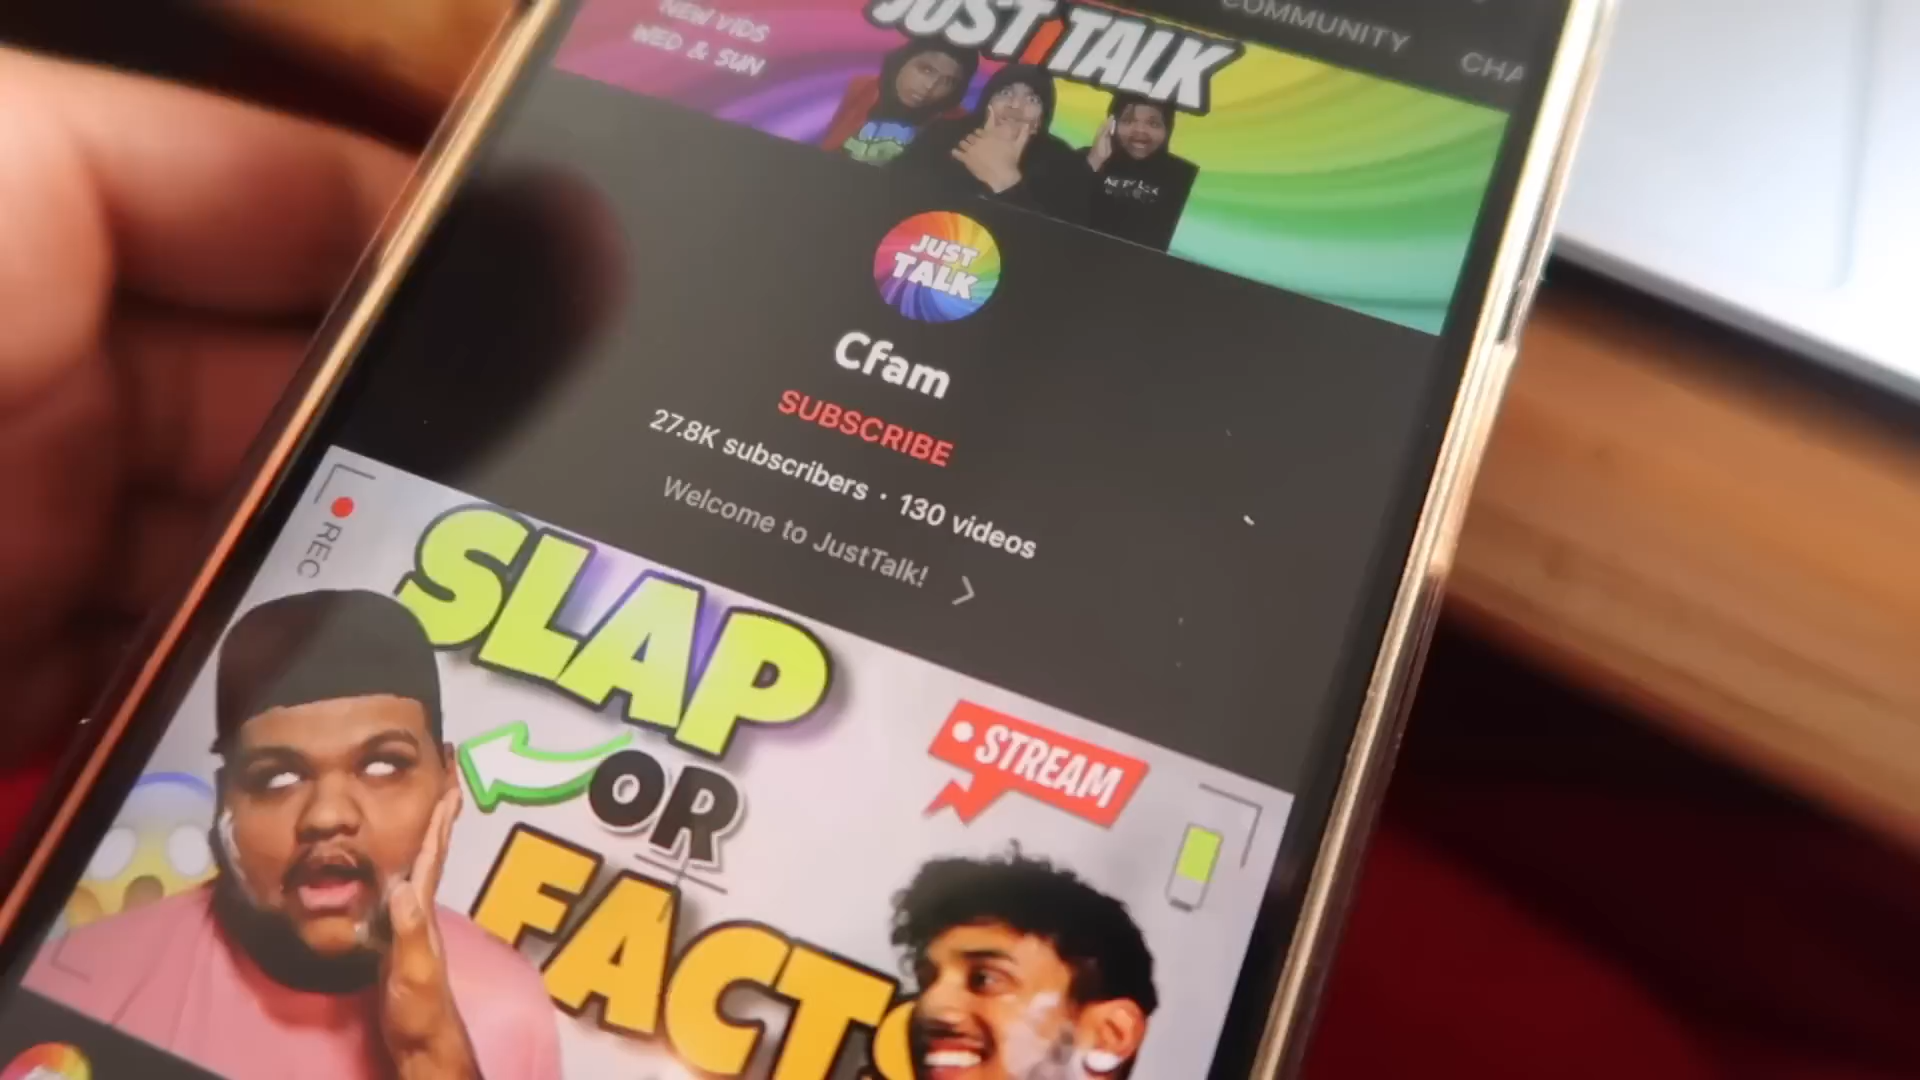 NEW VIDS
WED & SUN
JUST TALK
COMMUNITY
CHA
JUST
TALK
Cfam
SUBSCRIBE
27.8K subscribers · 130 videos
Welcome to JustTalk!
REC
SLAP
OR
FACTS
STREAM